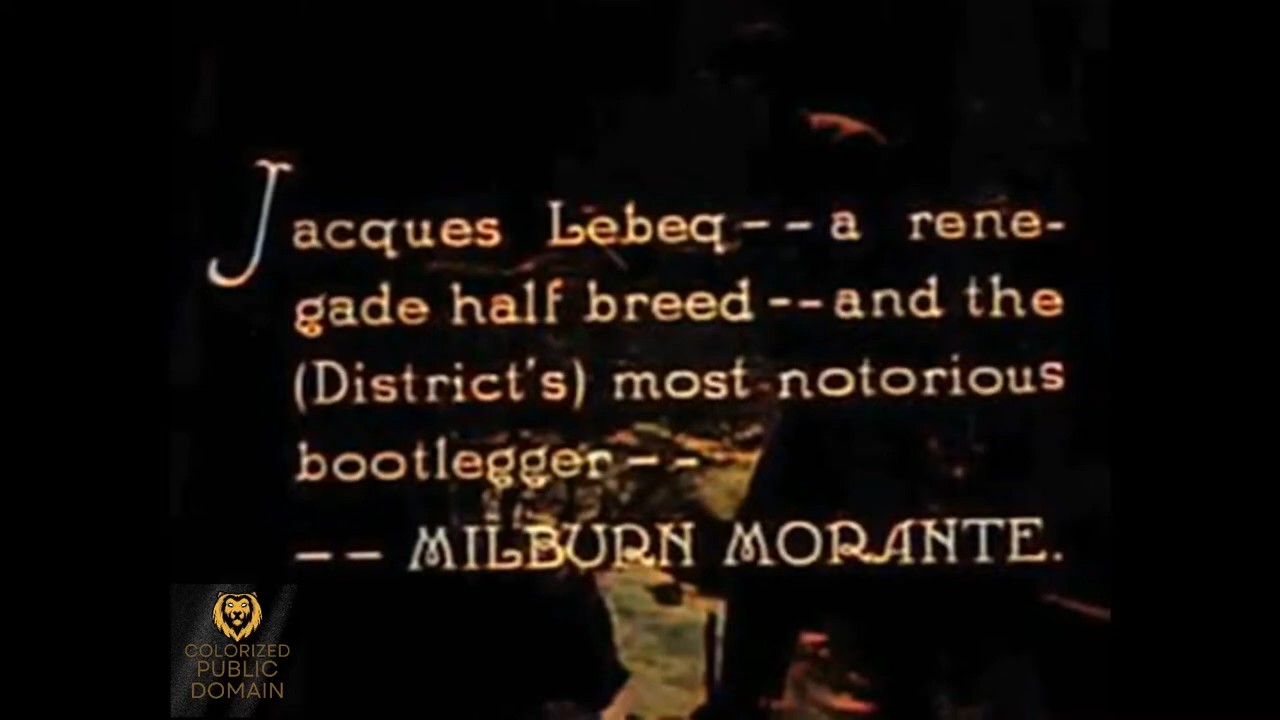 Jacques Lebeq -- a rene-
gade half breed -- and the
(District's) most notorious
bootlegger --
-- MILBURN MORANTE.
COLORIZED
PUBLIC
DOMAIN